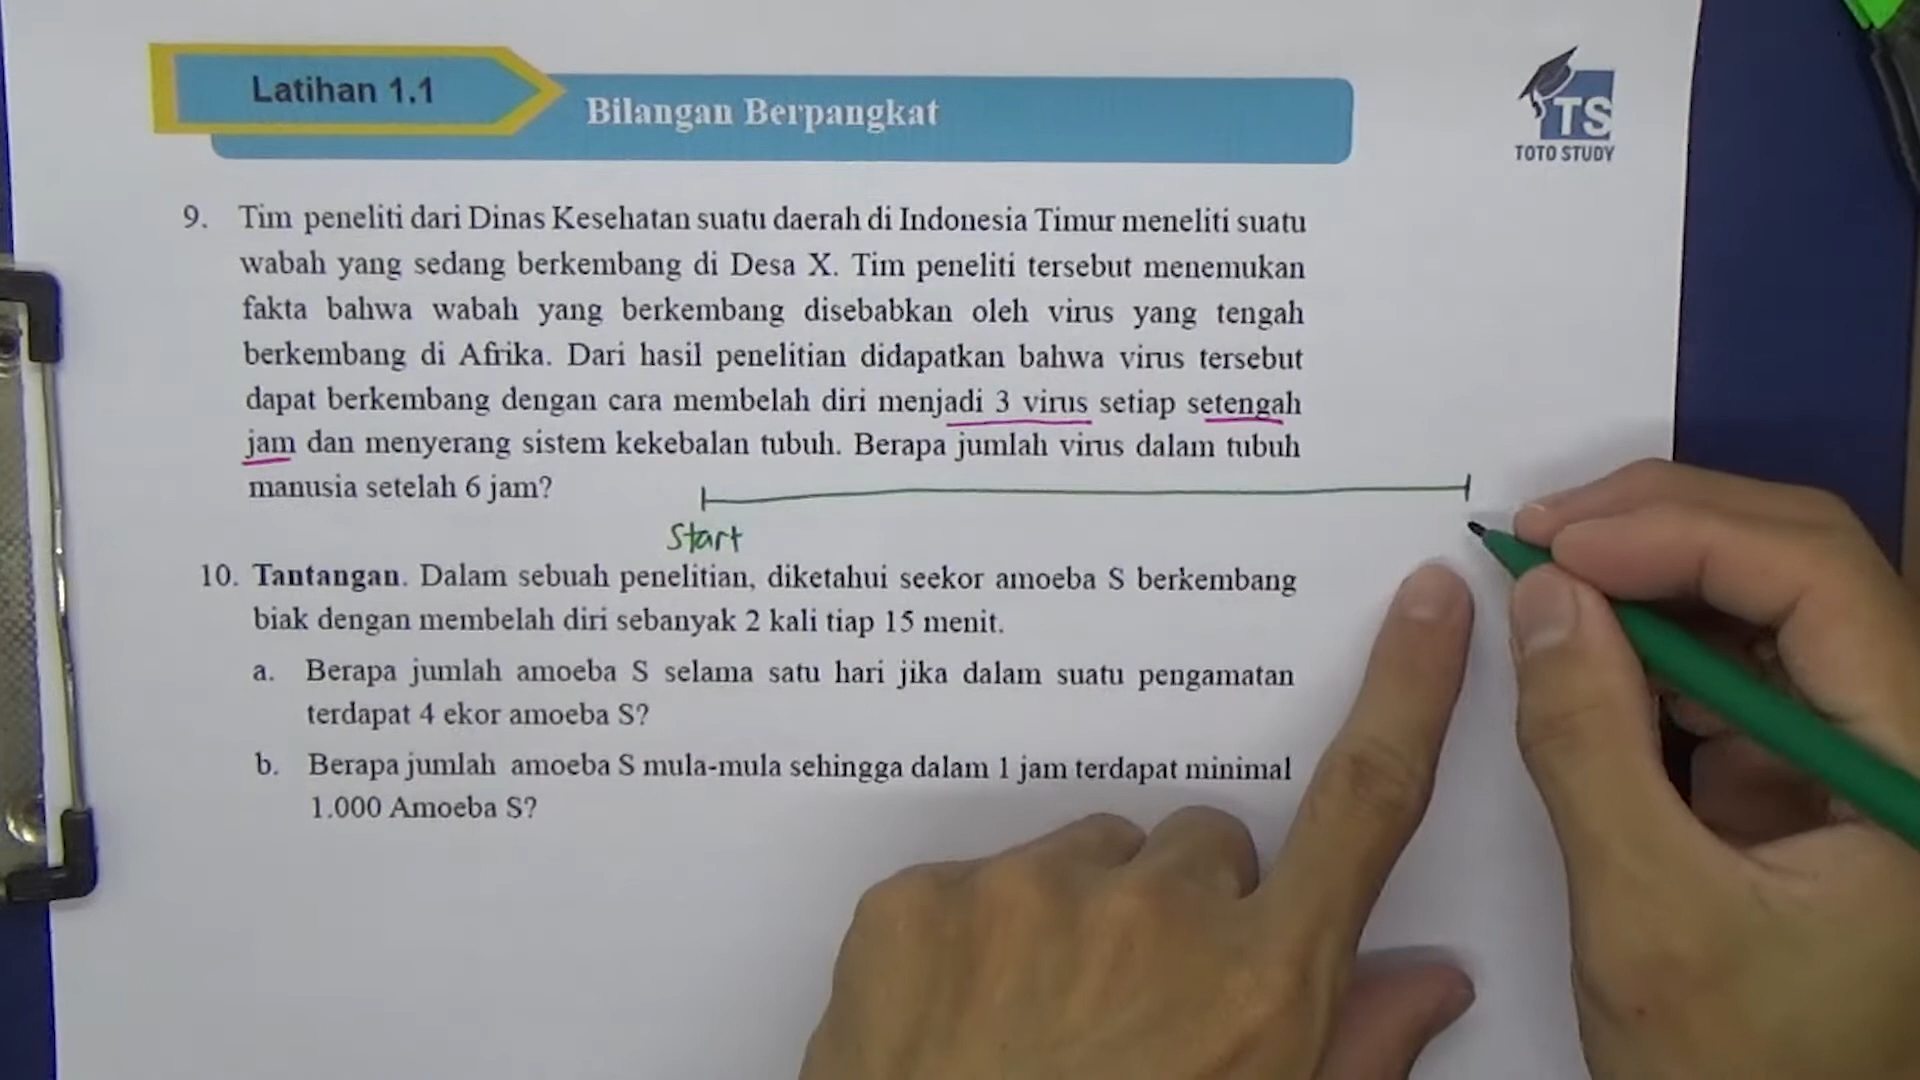 Latihan 1.1
Bilangan Berpangkat
TS
TOTO STUDY
9. Tim peneliti dari Dinas Kesehatan suatu daerah di Indonesia Timur meneliti suatu
wabah yang sedang berkembang di Desa X. Tim peneliti tersebut menemukan
fakta bahwa wabah yang berkembang disebabkan oleh virus yang tengah
berkembang di Afrika. Dari hasil penelitian didapatkan bahwa virus tersebut
dapat berkembang dengan cara membelah diri menjadi 3 virus setiap setengah
jam dan menyerang sistem kekebalan tubuh. Berapa jumlah virus dalam tubuh
manusia setelah 6 jam?
Start
10. Tantangan. Dalam sebuah penelitian, diketahui seekor amoeba S berkembang
biak dengan membelah diri sebanyak 2 kali tiap 15 menit.
a. Berapa jumlah amoeba S selama satu hari jika dalam suatu pengamatan
terdapat 4 ekor amoeba S?
b. Berapa jumlah amoeba S mula-mula sehingga dalam 1 jam terdapat minimal
1.000 Amoeba S?